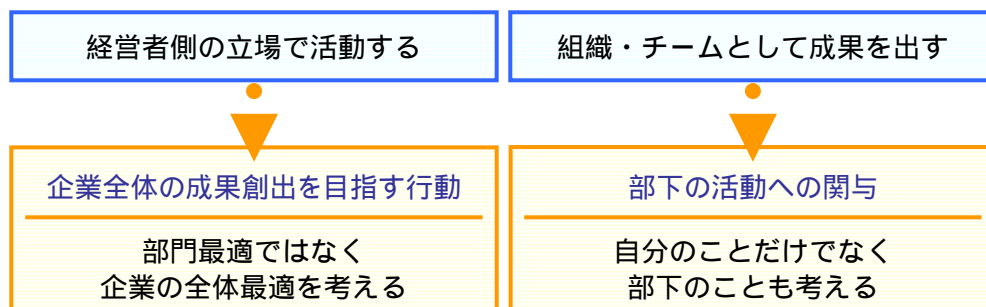 経営者側の立場で活動する
組織・チームとして成果を出す
企業全体の成果創出を目指す行動
部門最適ではなく
企業の全体最適を考える
部下の活動への関与
自分のことだけでなく
部下のことも考える